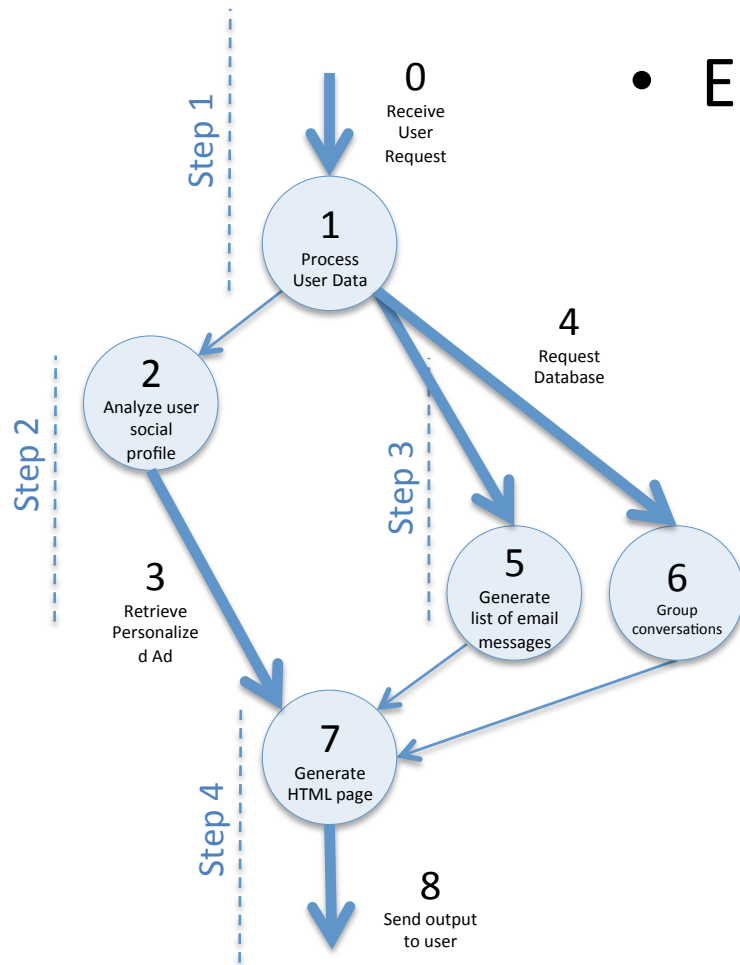 Step 1
0
Receive
User
Request
• E
1
Process
User Data
4
Request
Database
Step 2
2
Analyze user
social
profile
Step 3
3
Retrieve
Personalize
d Ad
5
Generate
list of email
messages
6
Group
conversations
Step 4
7
Generate
HTML page
8
Send output
to user